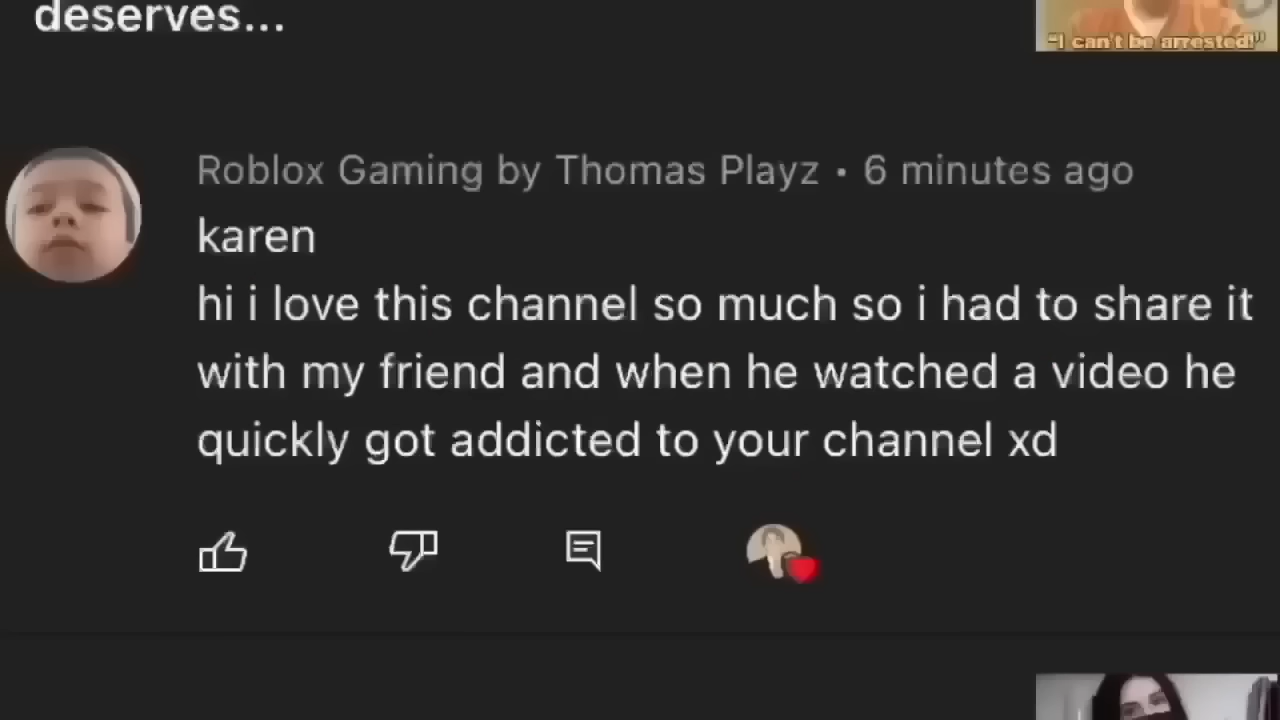 deserves...
"I can't be arrested!"
Roblox Gaming by Thomas Playz • 6 minutes ago
karen
hi i love this channel so much so i had to share it
with my friend and when he watched a video he
quickly got addicted to your channel xd